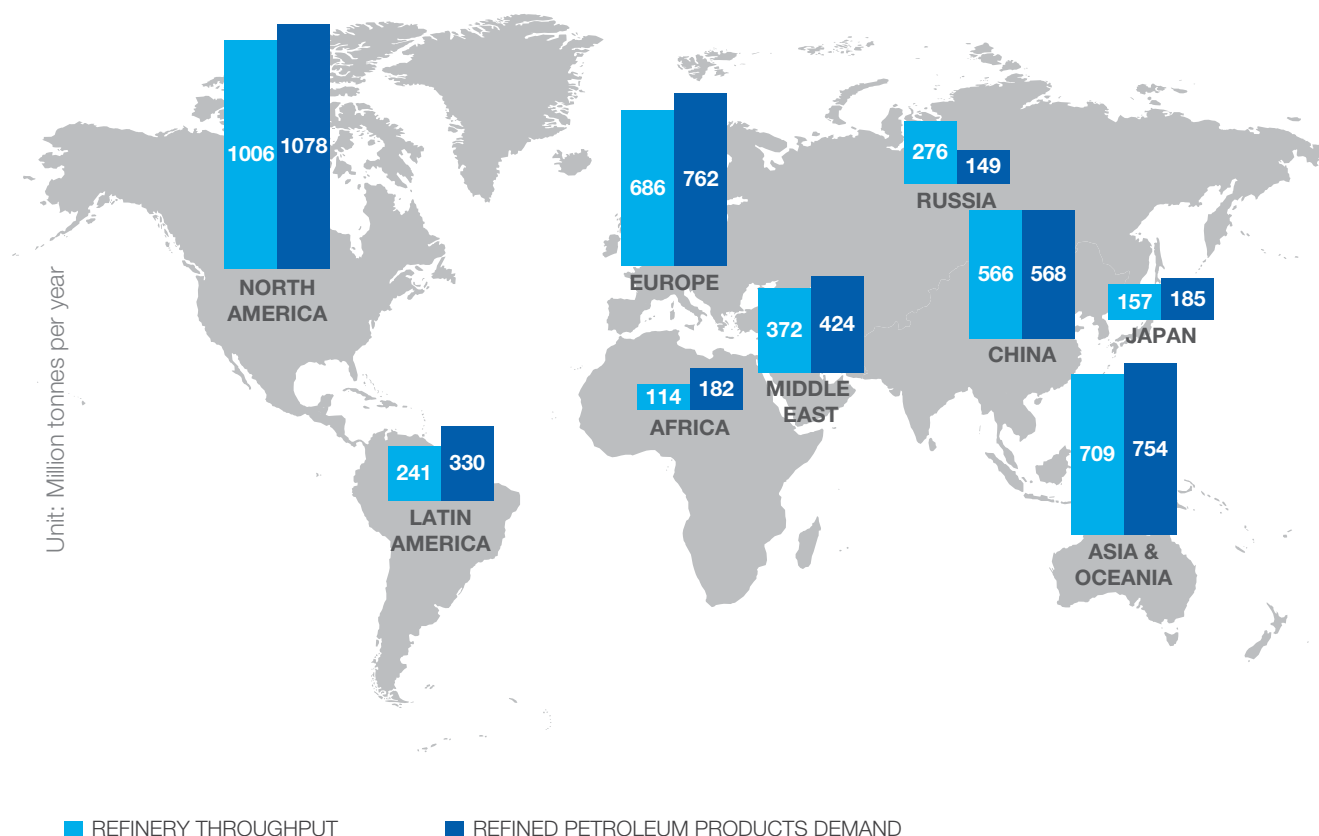 1006
1078
NORTH
AMERICA
686
762
EUROPE
276
149
RUSSIA
566
568
CHINA
157
185
JAPAN
372
424
MIDDLE
EAST
114
182
AFRICA
241
330
LATIN
AMERICA
709
754
ASIA &
OCEANIA
Unit: Million tonnes per year
REFINERY THROUGHPUT
REFINED PETROLEUM PRODUCTS DEMAND